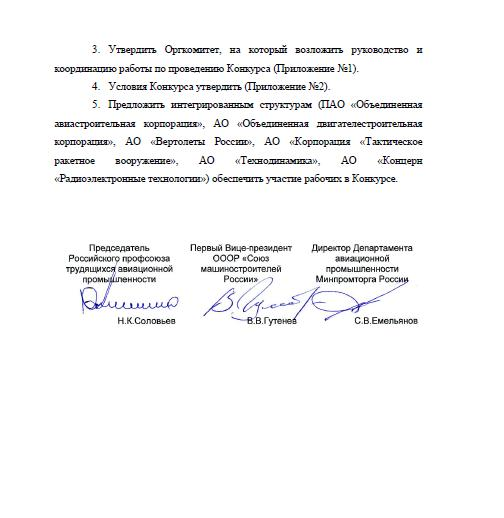 3. Утвердить Оргкомитет, на который возложить руководство и
координацию работы по проведению Конкурса (Приложение №1).
4. Условия Конкурса утвердить (Приложение №2).
5. Предложить интегрированным структурам (ПАО «Объединенная
авиастроительная корпорация», АО «Объединенная двигателестроительная
корпорация», АО «Вертолеты России», АО «Корпорация «Тактическое
ракетное вооружение», АО «Технодинамика», АО «Концерн
«Радиоэлектронные технологии») обеспечить участие рабочих в Конкурсе.
Председатель
Российского профсоюза
трудящихся авиационной
промышленности
Н.К.Соловьев
Первый Вице-президент
ОООР «Союз
машиностроителей
России»
В.В.Гутенев
Директор Департамента
авиационной
промышленности
Минпромторга России
С.В.Емельянов